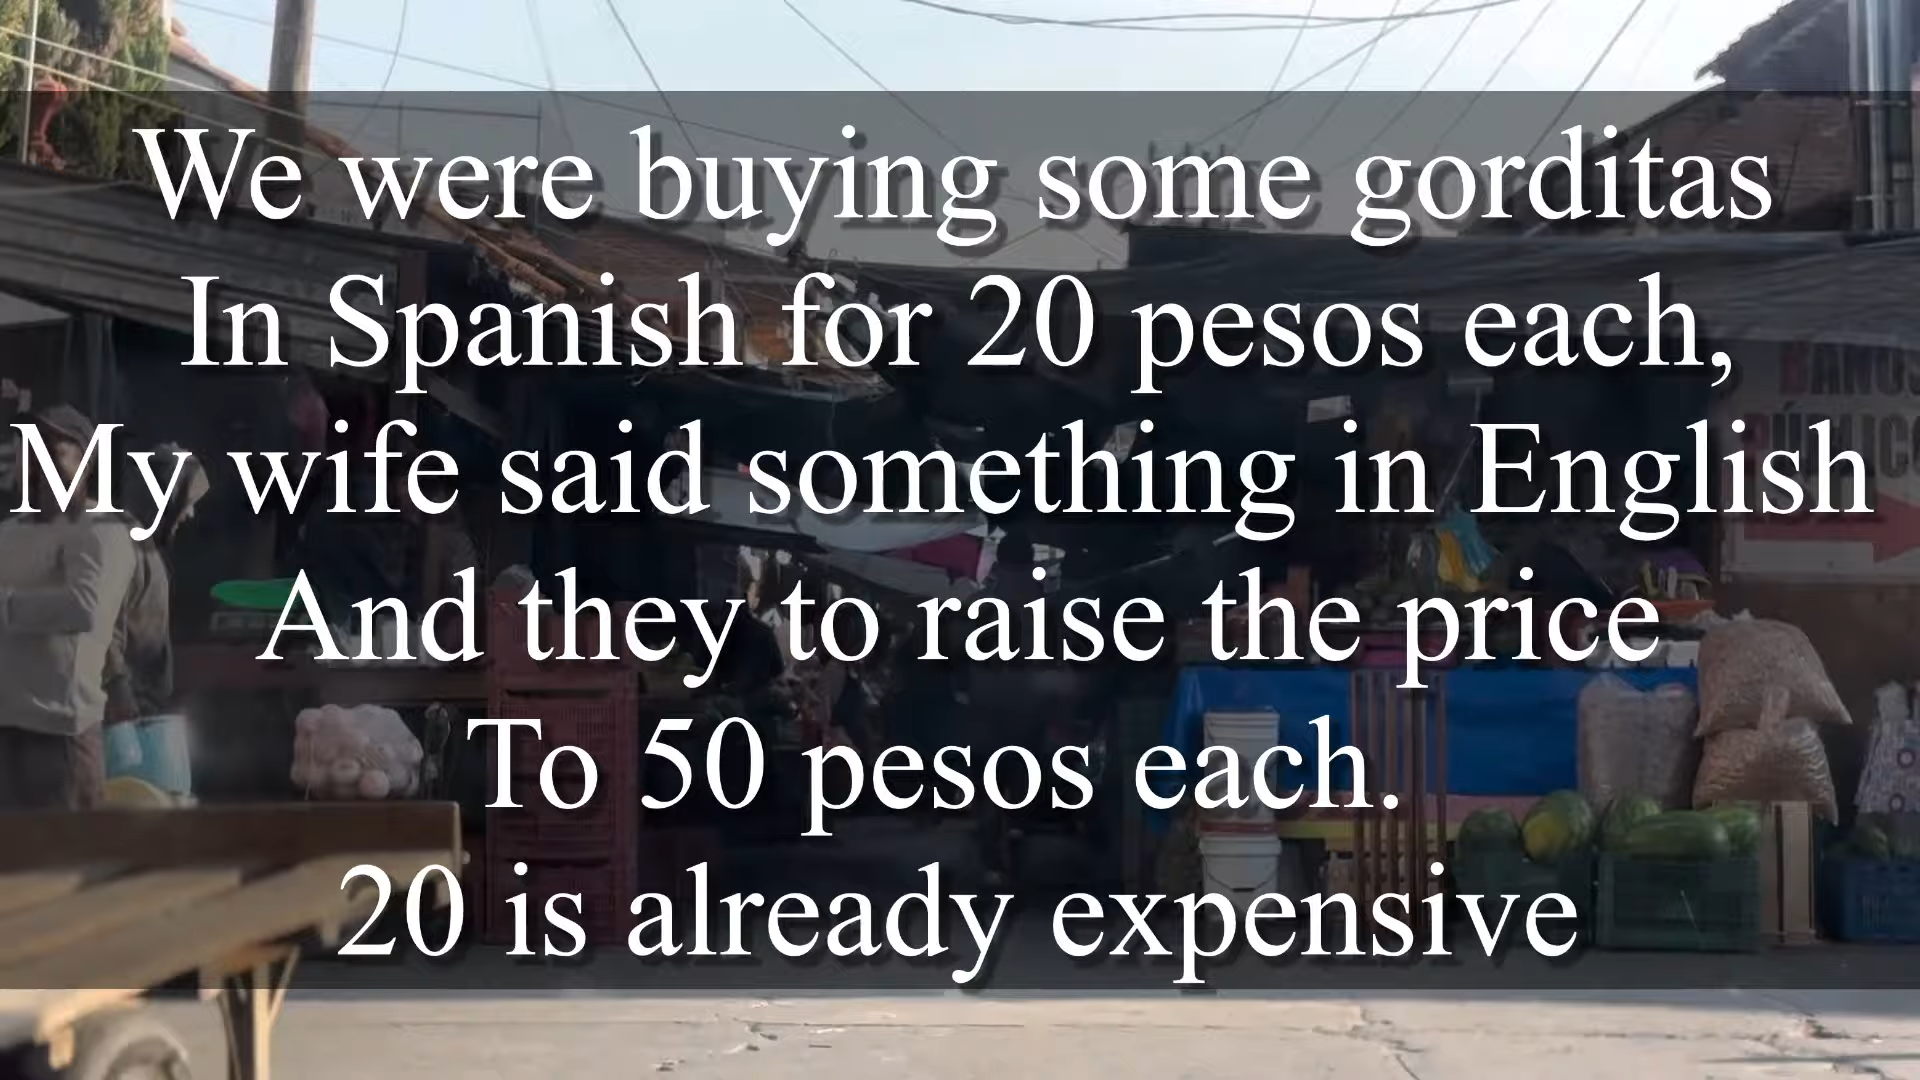 We were buying some gorditas
In Spanish for 20 pesos each,
My wife said something in English
And they to raise the price
To 50 pesos each.
20 is already expensive